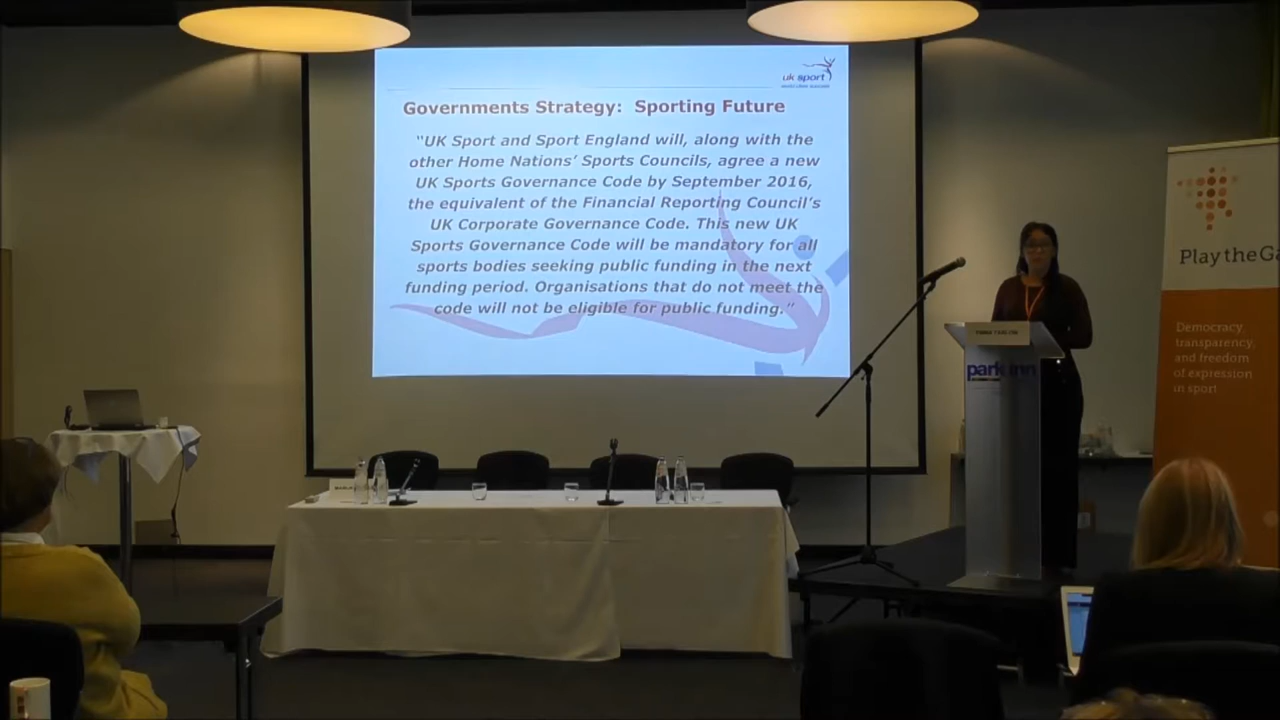 uk sport
Governments Strategy: Sporting Future
“UK Sport and Sport England will, along with the
other Home Nations’ Sports Councils, agree a new
UK Sports Governance Code by September 2016,
the equivalent of the Financial Reporting Council’s
UK Corporate Governance Code. This new UK
Sports Governance Code will be mandatory for all
sports bodies seeking public funding in the next
funding period. Organisations that do not meet the
code will not be eligible for public funding.”
park inn
Play the Ga
Democracy,
transparency,
and freedom
of expression
in sport